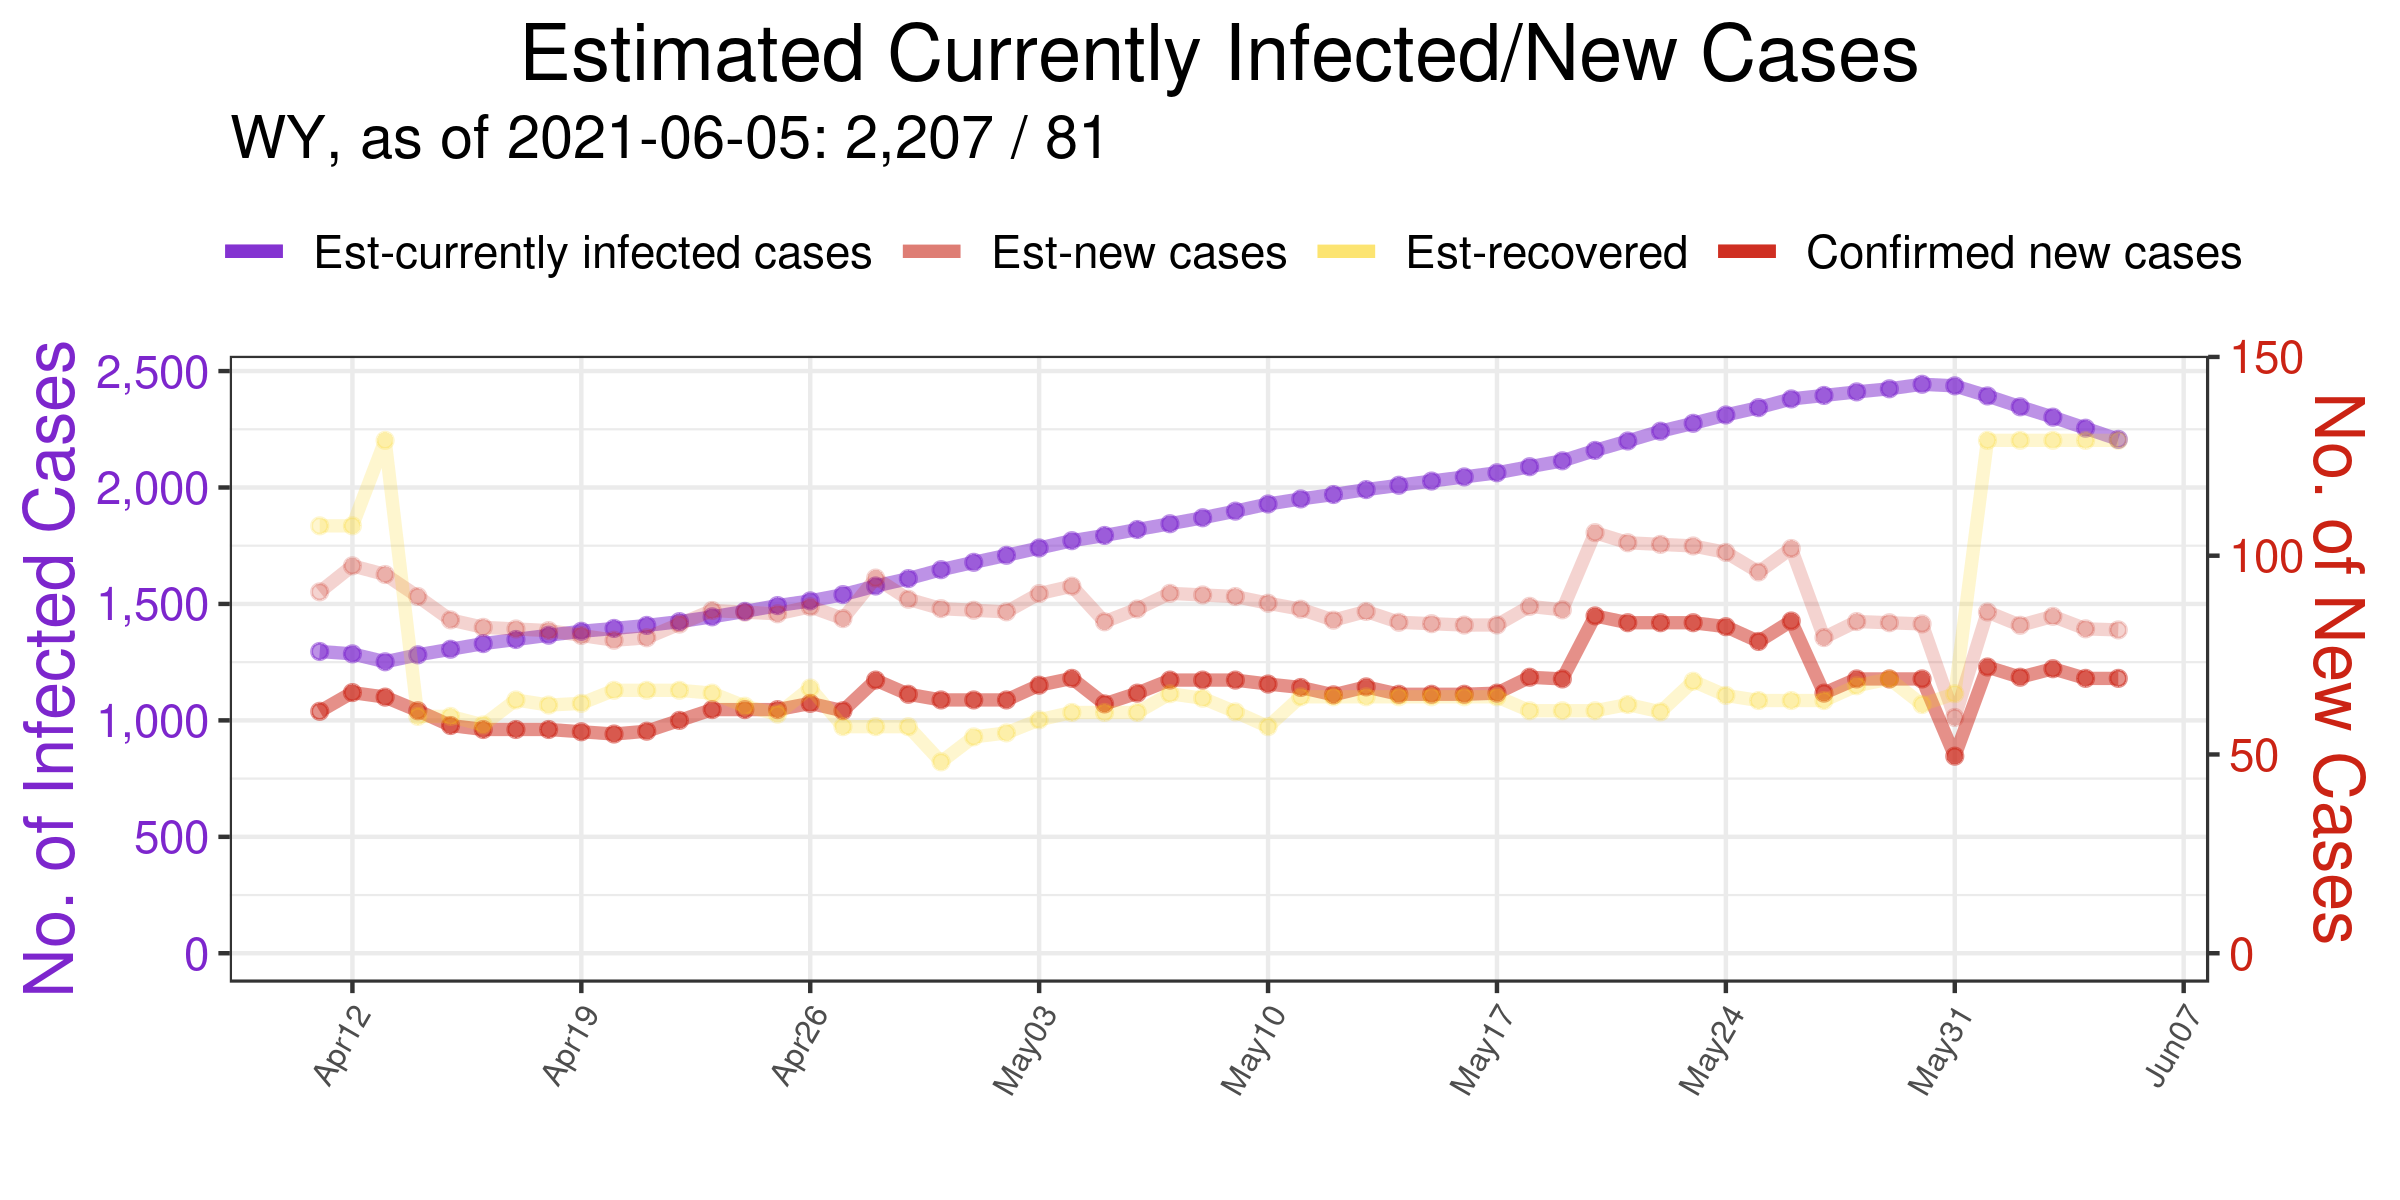 Estimated Currently Infected/New Cases
WY, as of 2021-06-05: 2,207 / 81
Est-currently infected cases Est-new cases Est-recovered Confirmed new cases
No. of Infected Cases
2,500
2,000
1,500
1,000
500
0
150
100
50
0
No. of New Cases
Apr12 Apr19 Apr26 May03 May10 May17 May24 May31 Jun07